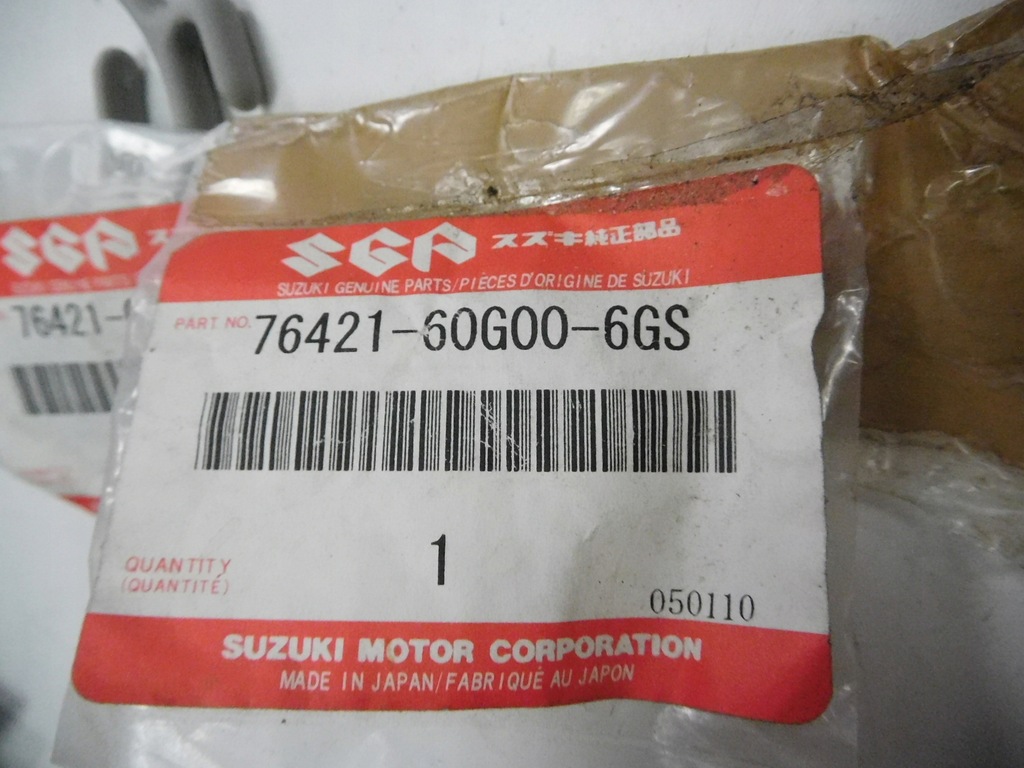 SGP スズキ純正部品
SUZUKI GENUINE PARTS/PIÈCES D'ORIGINE DE SUZUKI
PART NO. 76421-60G00-6GS
QUANTITY 1
(QUANTITÉ)
050110
SUZUKI MOTOR CORPORATION
MADE IN JAPAN/FABRIQUÉ AU JAPON
SGP ス
76421-